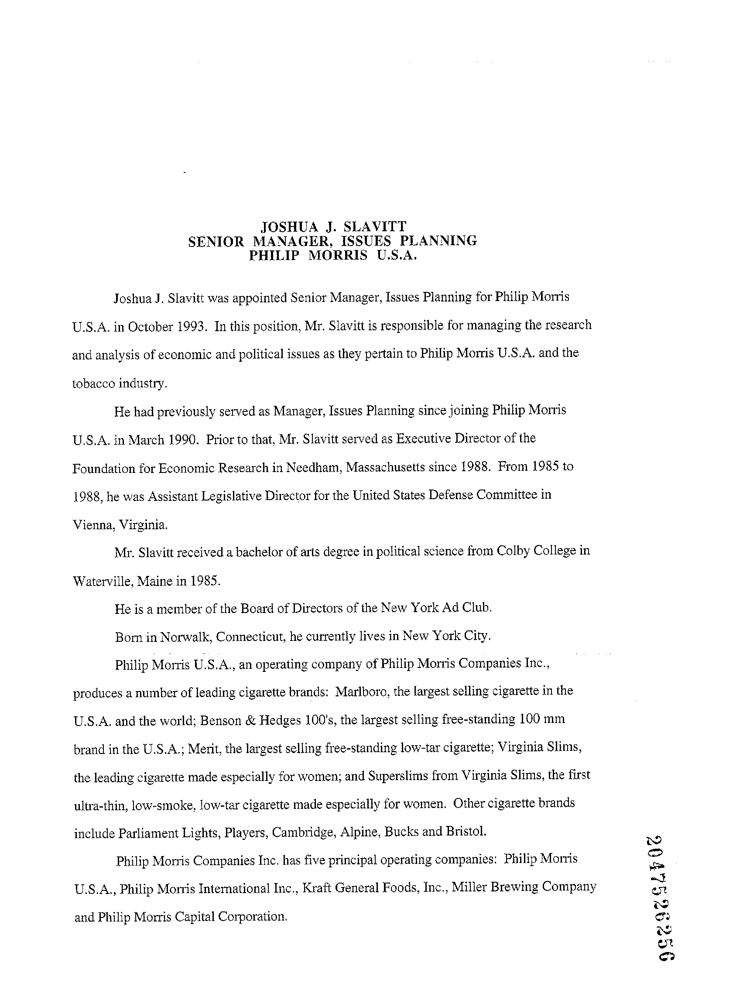 JOSHUA J. SLAVITT
SENIOR MANAGER, ISSUES PLANNING
PHILIP MORRIS U.S.A.
Joshua J. Slavitt was appointed Senior Manager, Issues Planning for Philip Morris
U.S.A. in October 1993. In this position, Mr. Slavitt is responsible for managing the research
and analysis of economic and political issues as they pertain to Philip Morris U.S.A. and the
tobacco industry.
He had previously served as Manager, Issues Planning since joining Philip Morris
U.S.A. in March 1990. Prior to that, Mr. Slavitt served as Executive Director of the
Foundation for Economic Research in Needham, Massachusetts since 1988. From 1985 to
1988, he was Assistant Legislative Director for the United States Defense Committee in
Vienna, Virginia.
Mr. Slavitt received a bachelor of arts degree in political science from Colby College in
Waterville, Maine in 1985.
He is a member of the Board of Directors of the New York Ad Club.
Born in Norwalk, Connecticut, he currently lives in New York City.
Philip Morris U.S.A., an operating company of Philip Morris Companies Inc.,
produces a number of leading cigarette brands: Marlboro, the largest selling cigarette in the
U.S.A. and the world; Benson & Hedges 100's, the largest selling free-standing 100 mm
brand in the U.S.A.; Merit, the largest selling free-standing low-tar cigarette; Virginia Slims,
the leading cigarette made especially for women; and Superslims from Virginia Slims, the first
ultra-thin, low-smoke, low-tar cigarette made especially for women. Other cigarette brands
include Parliament Lights, Players, Cambridge, Alpine, Bucks and Bristol.
Philip Morris Companies Inc. has five principal operating companies: Philip Morris
U.S.A., Philip Morris International Inc., Kraft General Foods, Inc., Miller Brewing Company
and Philip Morris Capital Corporation.
2047526256